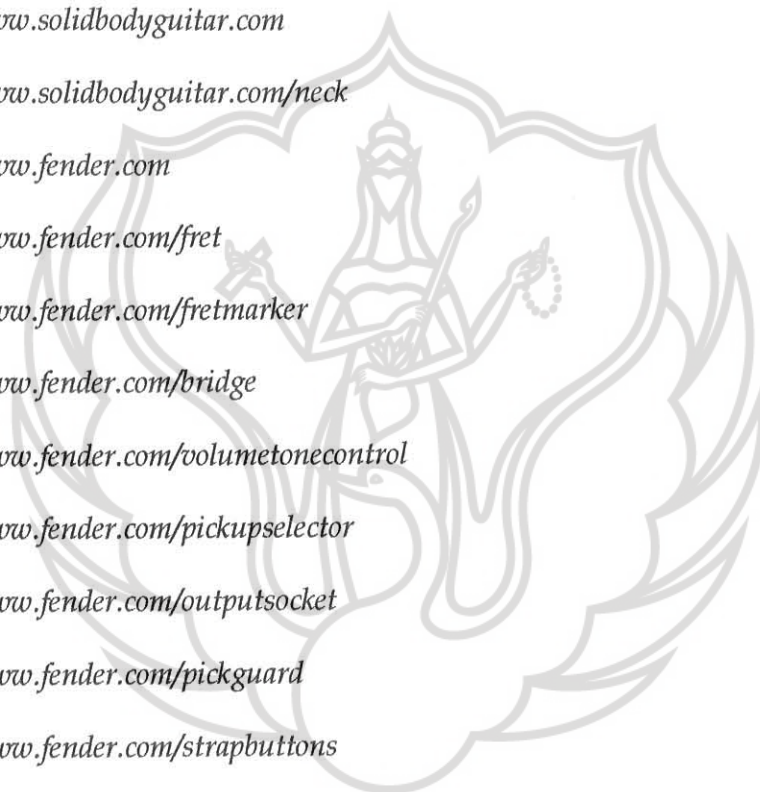 ww.solidbodyguitar.com
ww.solidbodyguitar.com/neck
ww.fender.com
ww.fender.com/fret
ww.fender.com/fretmarker
ww.fender.com/bridge
ww.fender.com/volumetonecontrol
ww.fender.com/pickupselector
ww.fender.com/outputsocket
ww.fender.com/pickguard
ww.fender.com/strapbuttons